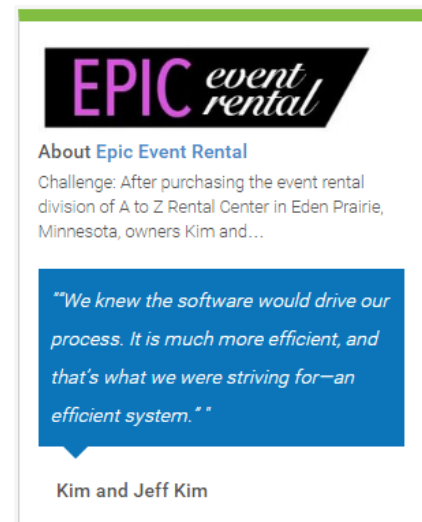 EPIC event rental
About Epic Event Rental
Challenge: After purchasing the event rental
division of A to Z Rental Center in Eden Prairie,
Minnesota, owners Kim and...
"“We knew the software would drive our
process. It is much more efficient, and
that’s what we were striving for—an
efficient system.” "
Kim and Jeff Kim